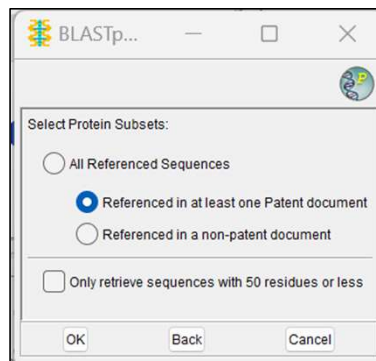 BLASTp...
Select Protein Subsets:
All Referenced Sequences
Referenced in at least one Patent document
Referenced in a non-patent document
Only retrieve sequences with 50 residues or less
OK Back Cancel